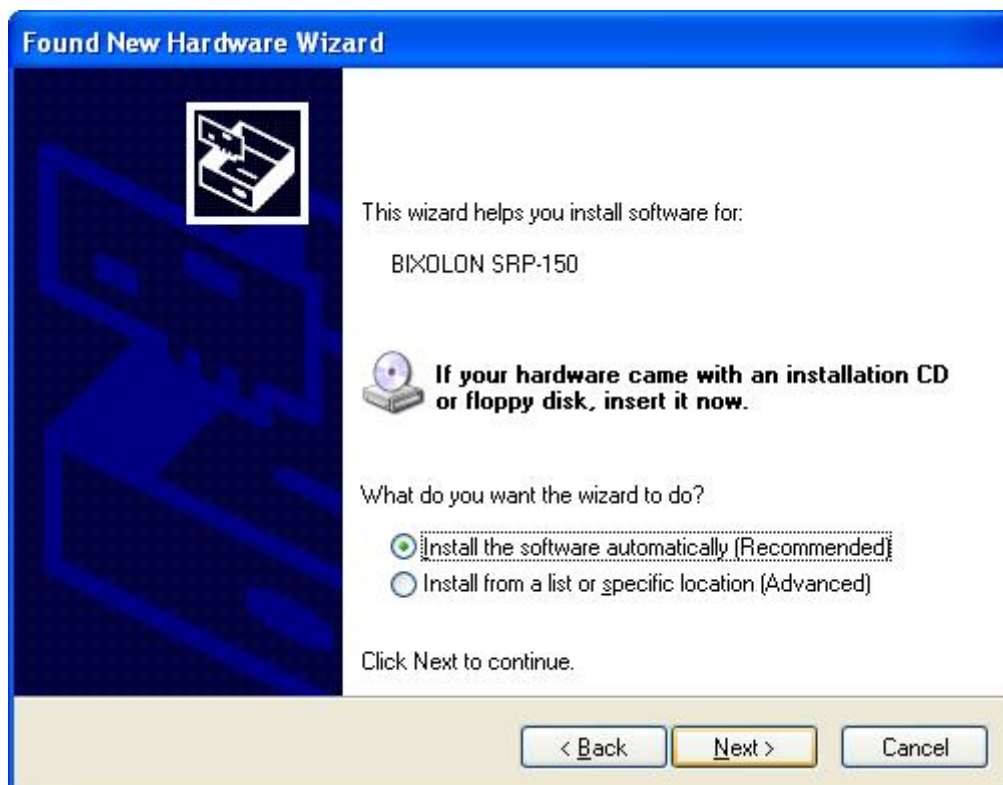 Found New Hardware Wizard
This wizard helps you install software for:
BIXOLON SRP-150
If your hardware came with an installation CD
or floppy disk, insert it now.
What do you want the wizard to do?
Install the software automatically (Recommended)
Install from a list or specific location (Advanced)
Click Next to continue.
< Back Next > Cancel